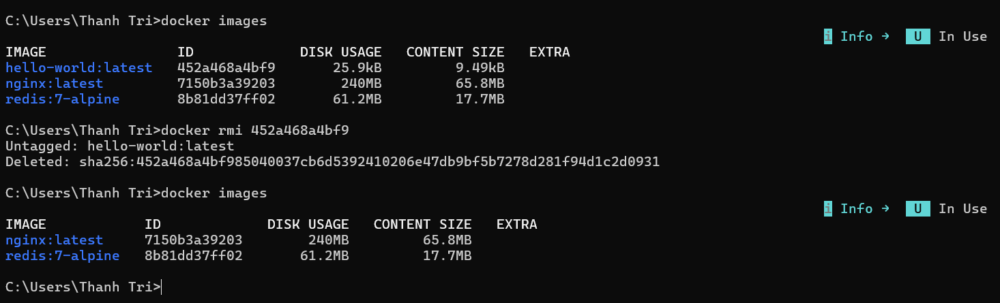 C:\Users\Thanh Tri>docker images
i Info → U In Use
IMAGE ID DISK USAGE CONTENT SIZE EXTRA
hello-world:latest 452a468a4bf9 25.9kB 9.49kB
nginx:latest 7150b3a39203 240MB 65.8MB
redis:7-alpine 8b81dd37ff02 61.2MB 17.7MB
C:\Users\Thanh Tri>docker rmi 452a468a4bf9
Untagged: hello-world:latest
Deleted: sha256:452a468a4bf985040037cb6d5392410206e47db9bf5b7278d281f94d1c2d0931
C:\Users\Thanh Tri>docker images
i Info → U In Use
IMAGE ID DISK USAGE CONTENT SIZE EXTRA
nginx:latest 7150b3a39203 240MB 65.8MB
redis:7-alpine 8b81dd37ff02 61.2MB 17.7MB
C:\Users\Thanh Tri>